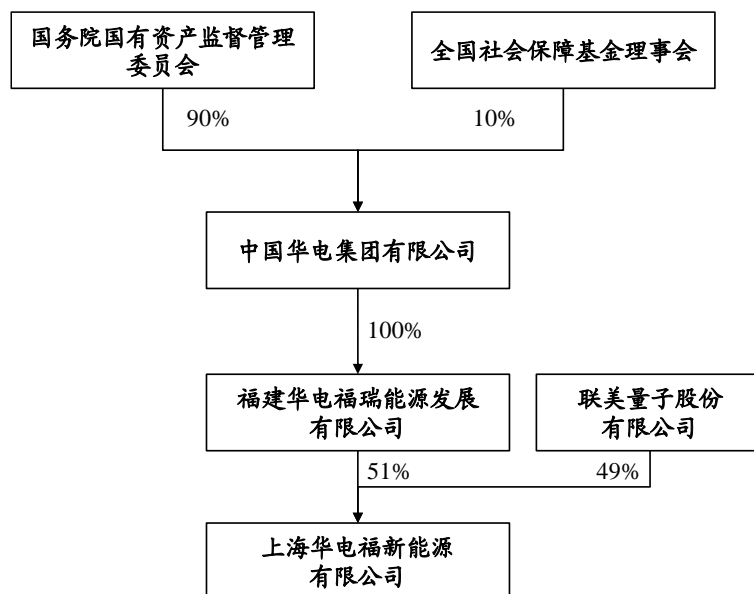 国务院国有资产监督管理
委员会
全国社会保障基金理事会
90%
10%
中国华电集团有限公司
100%
福建华电福瑞能源发展
有限公司
联美量子股份
有限公司
51%
49%
上海华电福新能源
有限公司